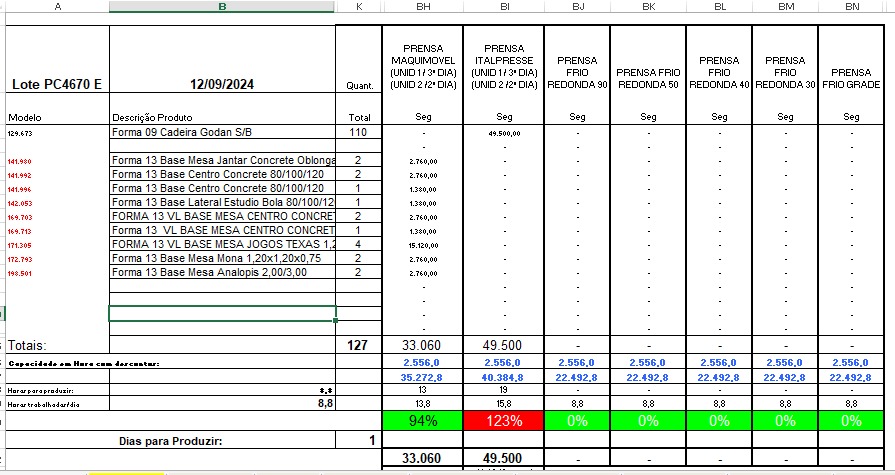 A B K BH BI BJ BK BL BM BN
Lote PC4670 E 12/09/2024 Quant. PRENSA MAQUIMOVEL (UNID 1/ 3ª DIA) (UNID 2 /2ª DIA) PRENSA ITALPRESSE (UNID 1/ 3ª DIA) (UNID 2 /2ª DIA) PRENSA FRIO REDONDA 90 PRENSA FRIO REDONDA 50 PRENSA FRIO REDONDA 40 PRENSA FRIO REDONDA 30 PRENSA FRIO GRADE
Modelo Descrição Produto Total Seg Seg Seg Seg Seg Seg Seg
129.673 Forma 09 Cadeira Godan S/B 110 - 49.500,00 - - - - -
- - - - - - -
141.980 Forma 13 Base Mesa Jantar Concrete Oblonga 2 2.760,00 - - - - - -
141.992 Forma 13 Base Centro Concrete 80/100/120 2 2.760,00 - - - - - -
141.996 Forma 13 Base Centro Concrete 80/100/120 1 1.380,00 - - - - - -
142.053 Forma 13 Base Lateral Estudio Bola 80/100/12 1 1.380,00 - - - - - -
169.703 FORMA 13 VL BASE MESA CENTRO CONCRET 2 2.760,00 - - - - - -
169.713 Forma 13 VL BASE MESA CENTRO CONCRET 1 1.380,00 - - - - - -
171.305 FORMA 13 VL BASE MESA JOGOS TEXAS 1,2 4 15.120,00 - - - - - -
172.793 Forma 13 Base Mesa Mona 1,20x1,20x0,75 2 2.760,00 - - - - - -
198.501 Forma 13 Base Mesa Analopis 2,00/3,00 2 2.760,00 - - - - - -
- - - - - - -
- - - - - - -
- - - - - - -
- - - - - - -
Totais: 127 33.060 49.500 - - - - -
Capacidade em Hora com descontos: 2.556,0 2.556,0 2.556,0 2.556,0 2.556,0 2.556,0 2.556,0
35.272,8 40.384,8 22.492,8 22.492,8 22.492,8 22.492,8 22.492,8
Horas para produzir: 8,8 13 19 - - - - -
Horas trabalhadas/dia 8,8 13,8 15,8 8,8 8,8 8,8 8,8 8,8
94% 123% 0% 0% 0% 0% 0%
Dias para Produzir: 1
33.060 49.500 - - - - -